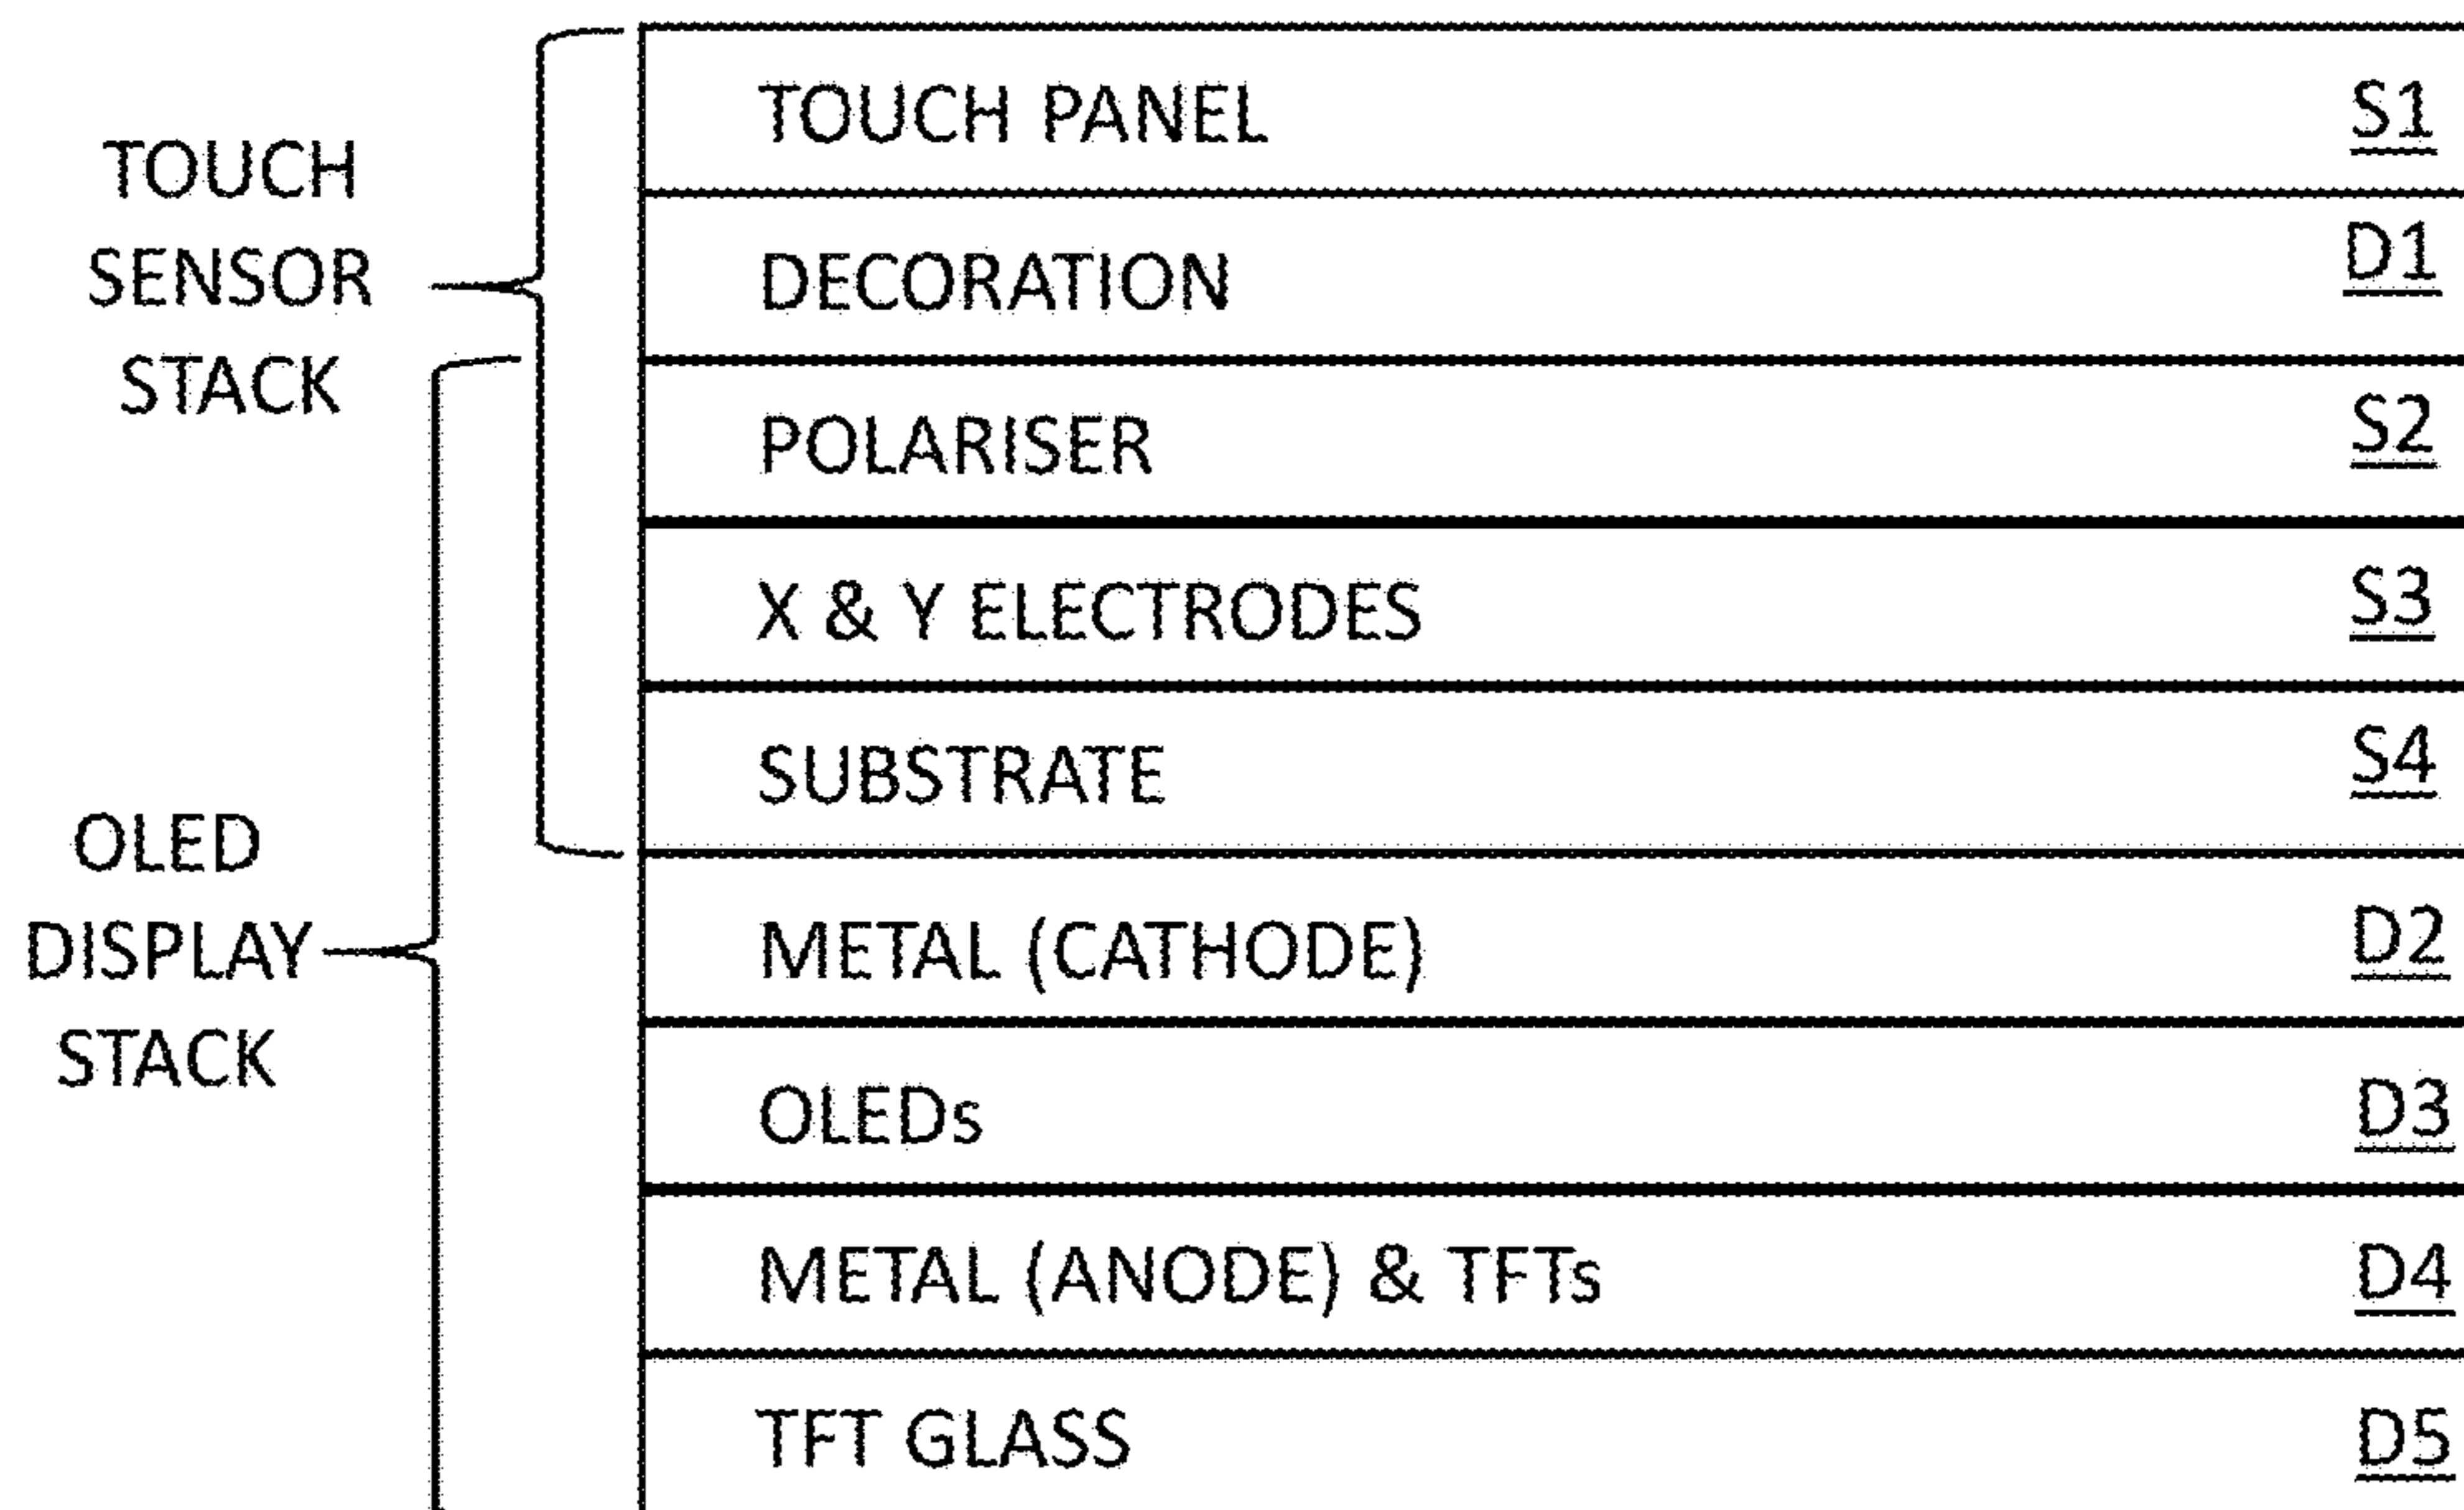 TOUCH
SENSOR
STACK
OLED
DISPLAY
STACK
TOUCH PANEL S1
DECORATION D1
POLARISER S2
X & Y ELECTRODES S3
SUBSTRATE S4
METAL (CATHODE) D2
OLEDs D3
METAL (ANODE) & TFTs D4
TFT GLASS D5